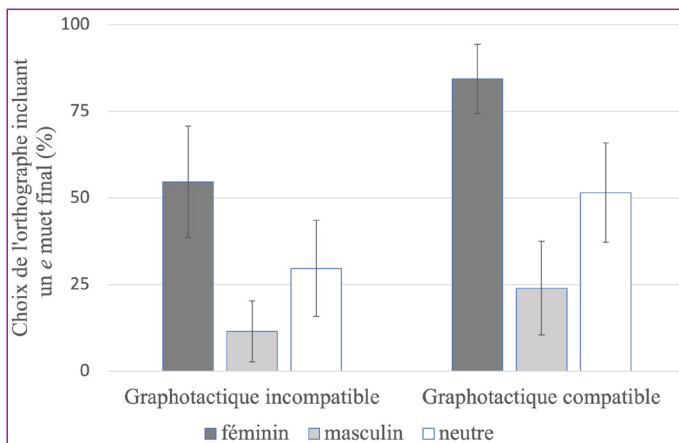 Choix de l'orthographe incluant
un e muet final (%)
100
75
50
25
0
Graphotactique incompatible
Graphotactique compatible
féminin
masculin
neutre